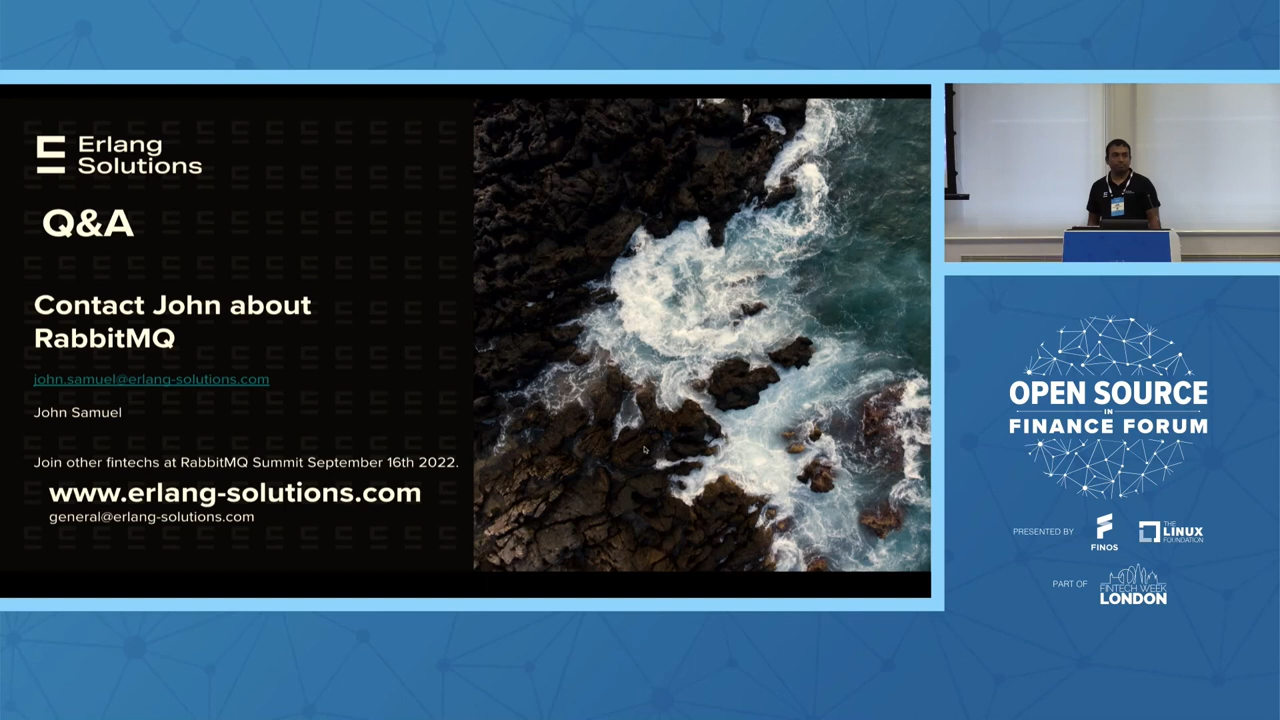 Erlang
Solutions
Q&A
Contact John about
RabbitMQ
john.samuel@erlang-solutions.com
John Samuel
Join other fintechs at RabbitMQ Summit September 16th 2022.
www.erlang-solutions.com
general@erlang-solutions.com
OPEN SOURCE
IN
FINANCE FORUM
PRESENTED BY
FINOS
THE
LINUX
FOUNDATION
PART OF
FINTECH WEEK
LONDON